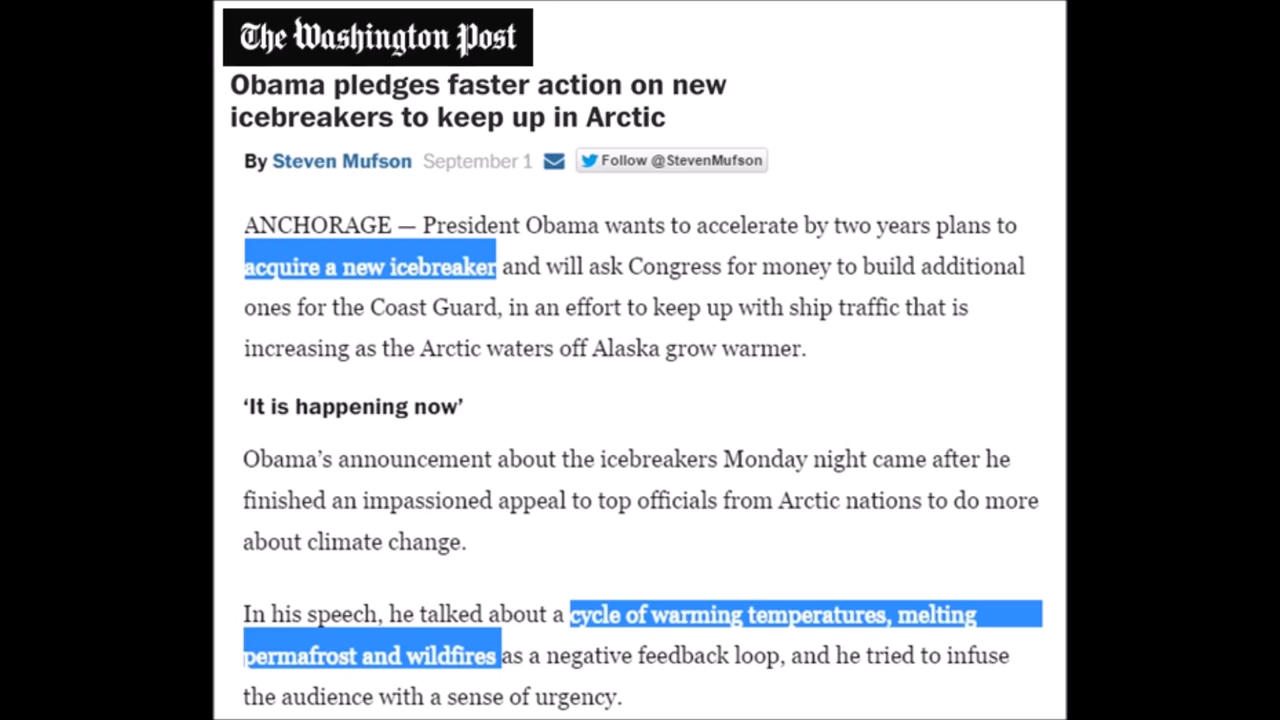 The Washington Post
Obama pledges faster action on new
icebreakers to keep up in Arctic
By Steven Mufson September 1 Follow @StevenMufson
ANCHORAGE — President Obama wants to accelerate by two years plans to
acquire a new icebreaker and will ask Congress for money to build additional
ones for the Coast Guard, in an effort to keep up with ship traffic that is
increasing as the Arctic waters off Alaska grow warmer.
‘It is happening now’
Obama’s announcement about the icebreakers Monday night came after he
finished an impassioned appeal to top officials from Arctic nations to do more
about climate change.
In his speech, he talked about a cycle of warming temperatures, melting
permafrost and wildfires as a negative feedback loop, and he tried to infuse
the audience with a sense of urgency.